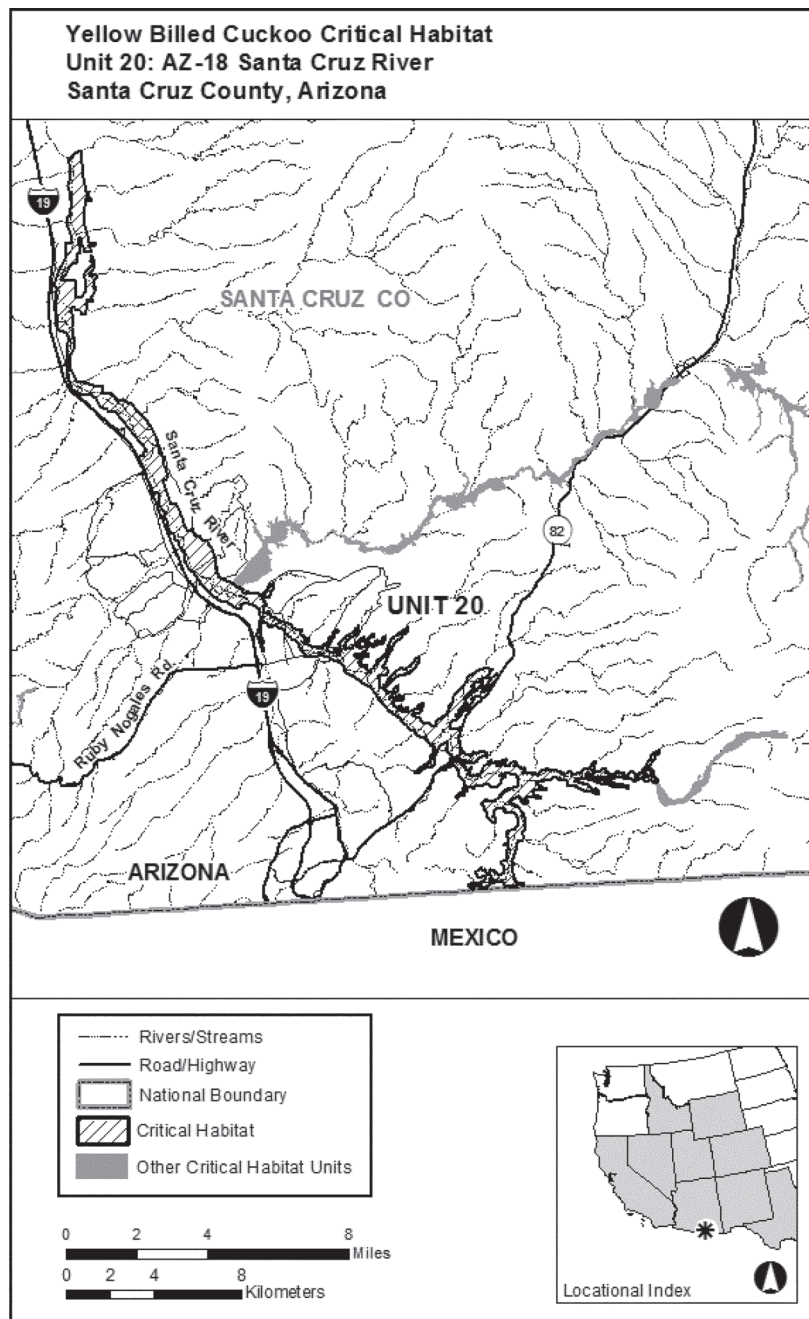 Yellow Billed Cuckoo Critical Habitat
Unit 20: AZ-18 Santa Cruz River
Santa Cruz County, Arizona
19
SANTA CRUZ CO
Santa Cruz River
82
UNIT 20
Ruby Nogales Rd.
19
ARIZONA
MEXICO
Rivers/Streams
Road/Highway
National Boundary
Critical Habitat
Other Critical Habitat Units
0 2 4 8
Miles
0 2 4 8
Kilometers
Locational Index